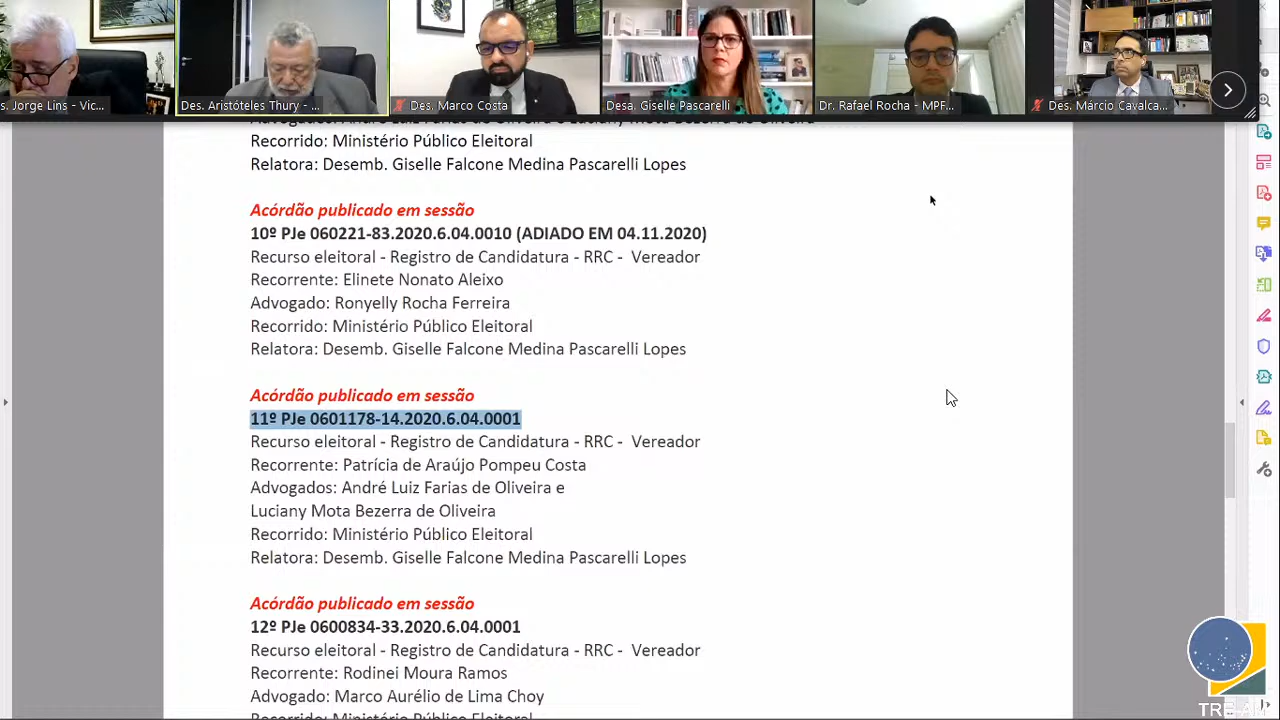 s. Jorge Lins - Vic...
Des. Aristóteles Thury - ...
Des. Marco Costa
Desa. Giselle Pascarelli
Dr. Rafael Rocha - MPF...
Des. Márcio Cavalca...
Recorrido: Ministério Público Eleitoral
Relatora: Desemb. Giselle Falcone Medina Pascarelli Lopes
Acórdão publicado em sessão
10º PJe 060221-83.2020.6.04.0010 (ADIADO EM 04.11.2020)
Recurso eleitoral - Registro de Candidatura - RRC - Vereador
Recorrente: Elinete Nonato Aleixo
Advogado: Ronyelly Rocha Ferreira
Recorrido: Ministério Público Eleitoral
Relatora: Desemb. Giselle Falcone Medina Pascarelli Lopes
Acórdão publicado em sessão
11º PJe 0601178-14.2020.6.04.0001
Recurso eleitoral - Registro de Candidatura - RRC - Vereador
Recorrente: Patrícia de Araújo Pompeu Costa
Advogados: André Luiz Farias de Oliveira e
Luciany Mota Bezerra de Oliveira
Recorrido: Ministério Público Eleitoral
Relatora: Desemb. Giselle Falcone Medina Pascarelli Lopes
Acórdão publicado em sessão
12º PJe 0600834-33.2020.6.04.0001
Recurso eleitoral - Registro de Candidatura - RRC - Vereador
Recorrente: Rodinei Moura Ramos
Advogado: Marco Aurélio de Lima Choy
Recorrido: Ministério Público Eleitoral
TRE-AM